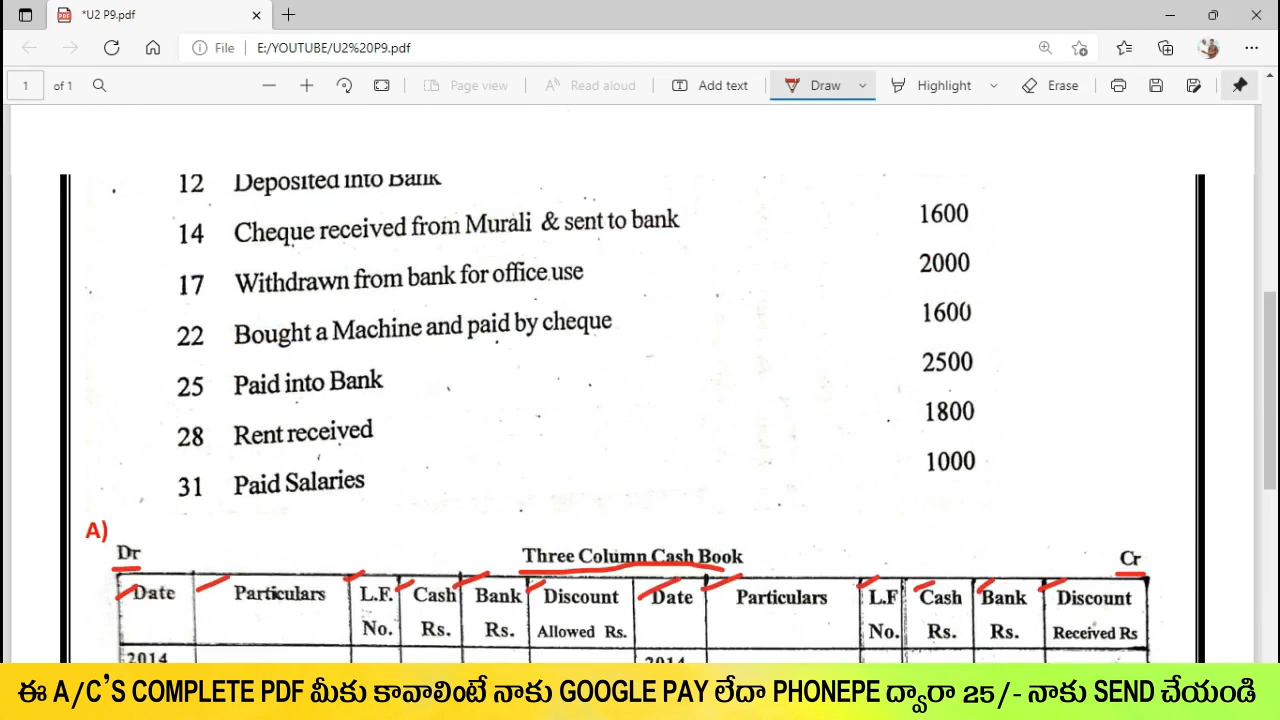 *U2 P9.pdf
File E:/YOUTUBE/U2%20P9.pdf
1 of 1 Page view Read aloud Add text Draw Highlight Erase
12 Deposited into Bank
14 Cheque received from Murali & sent to bank 1600
17 Withdrawn from bank for office use 2000
22 Bought a Machine and paid by cheque 1600
25 Paid into Bank 2500
28 Rent received 1800
31 Paid Salaries 1000
A)
Dr Three Column Cash Book Cr
Date Particulars L.F. Cash Bank Discount Date Particulars L.F Cash Bank Discount
No. Rs. Rs. Allowed Rs. No. Rs. Rs. Received Rs
2014 2014
ఈ A/C'S COMPLETE PDF మీకు కావాలింటే నాకు GOOGLE PAY లేదా PHONEPE ద్వారా 25/- నాకు SEND చేయండి